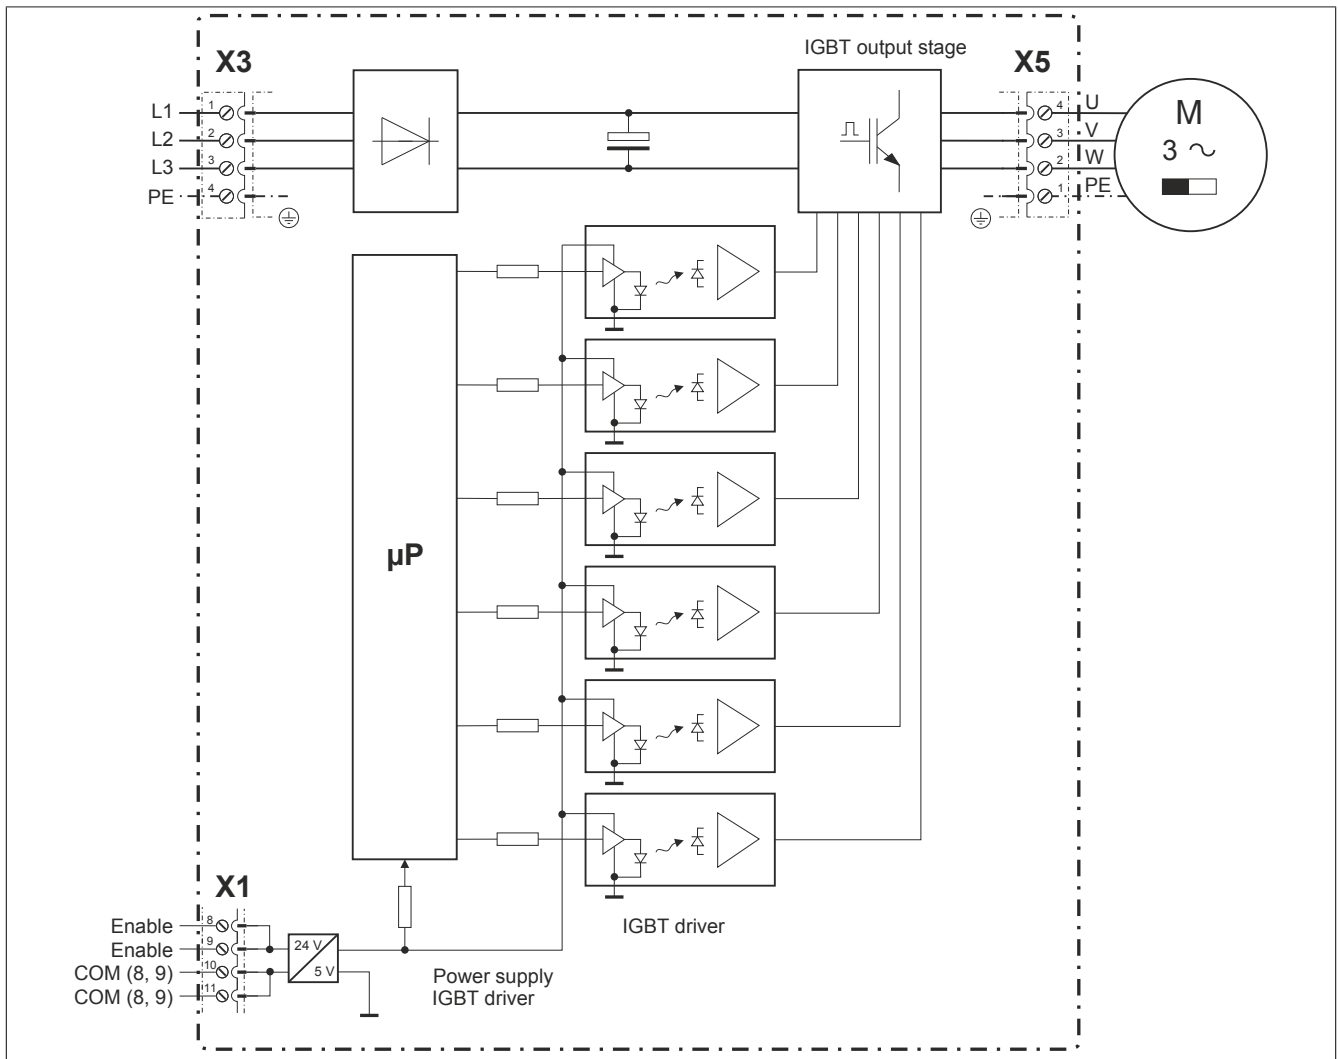 IGBT output stage
X3
X5
L1
1
4
U
L2
2
3
V
L3
3
2
W
PE
4
1
PE
M
3 ~
µP
X1
Enable
8
Enable
9
COM (8, 9)
10
COM (8, 9)
11
24 V
5 V
Power supply
IGBT driver
IGBT driver